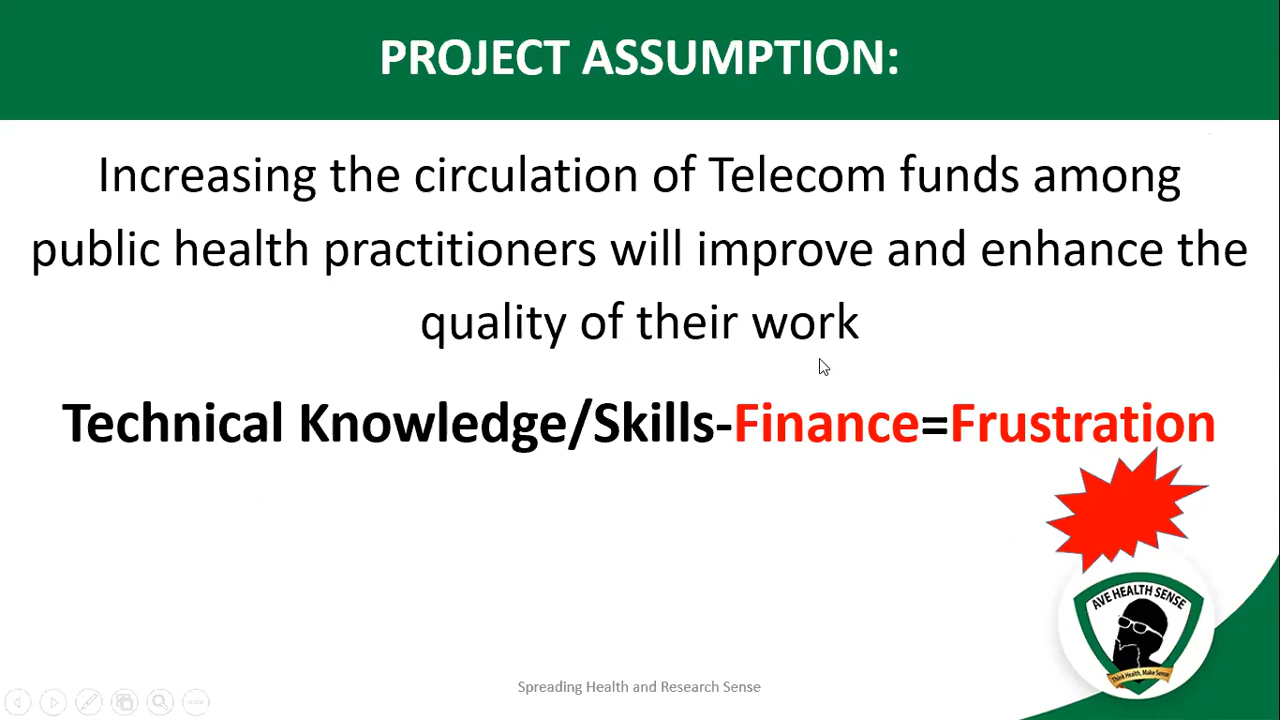 PROJECT ASSUMPTION:
Increasing the circulation of Telecom funds among
public health practitioners will improve and enhance the
quality of their work
Technical Knowledge/Skills-Finance=Frustration
AVE HEALTH SENSE
Think Health, Make Sense
Spreading Health and Research Sense